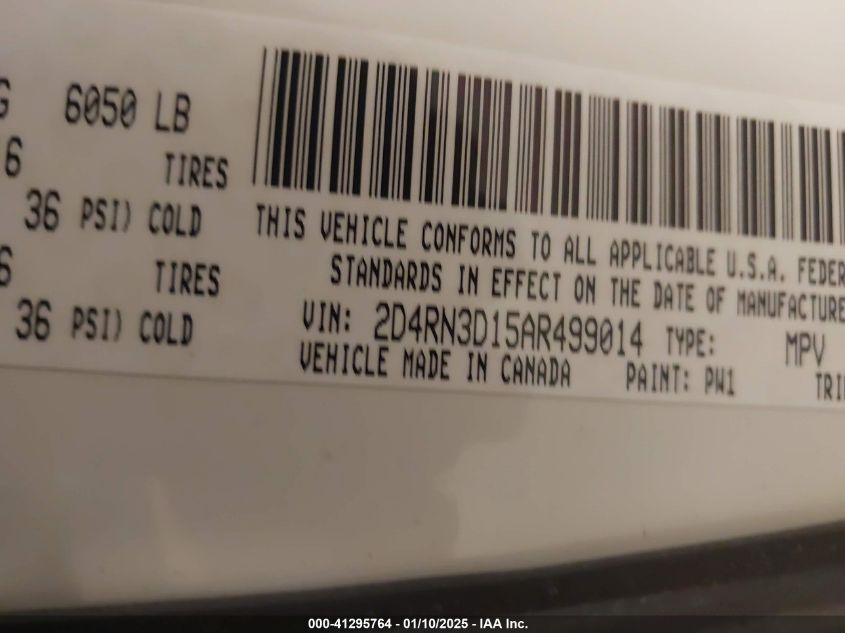 G 6050 LB
6 TIRES
36 PSI) COLD
6 TIRES
36 PSI) COLD
THIS VEHICLE CONFORMS TO ALL APPLICABLE U.S.A. FEDER
STANDARDS IN EFFECT ON THE DATE OF MANUFACTURE
VIN: 2D4RN3D15AR499014 TYPE: MPV
VEHICLE MADE IN CANADA PAINT: PW1 TRI
000-41295764 - 01/10/2025 - IAA Inc.